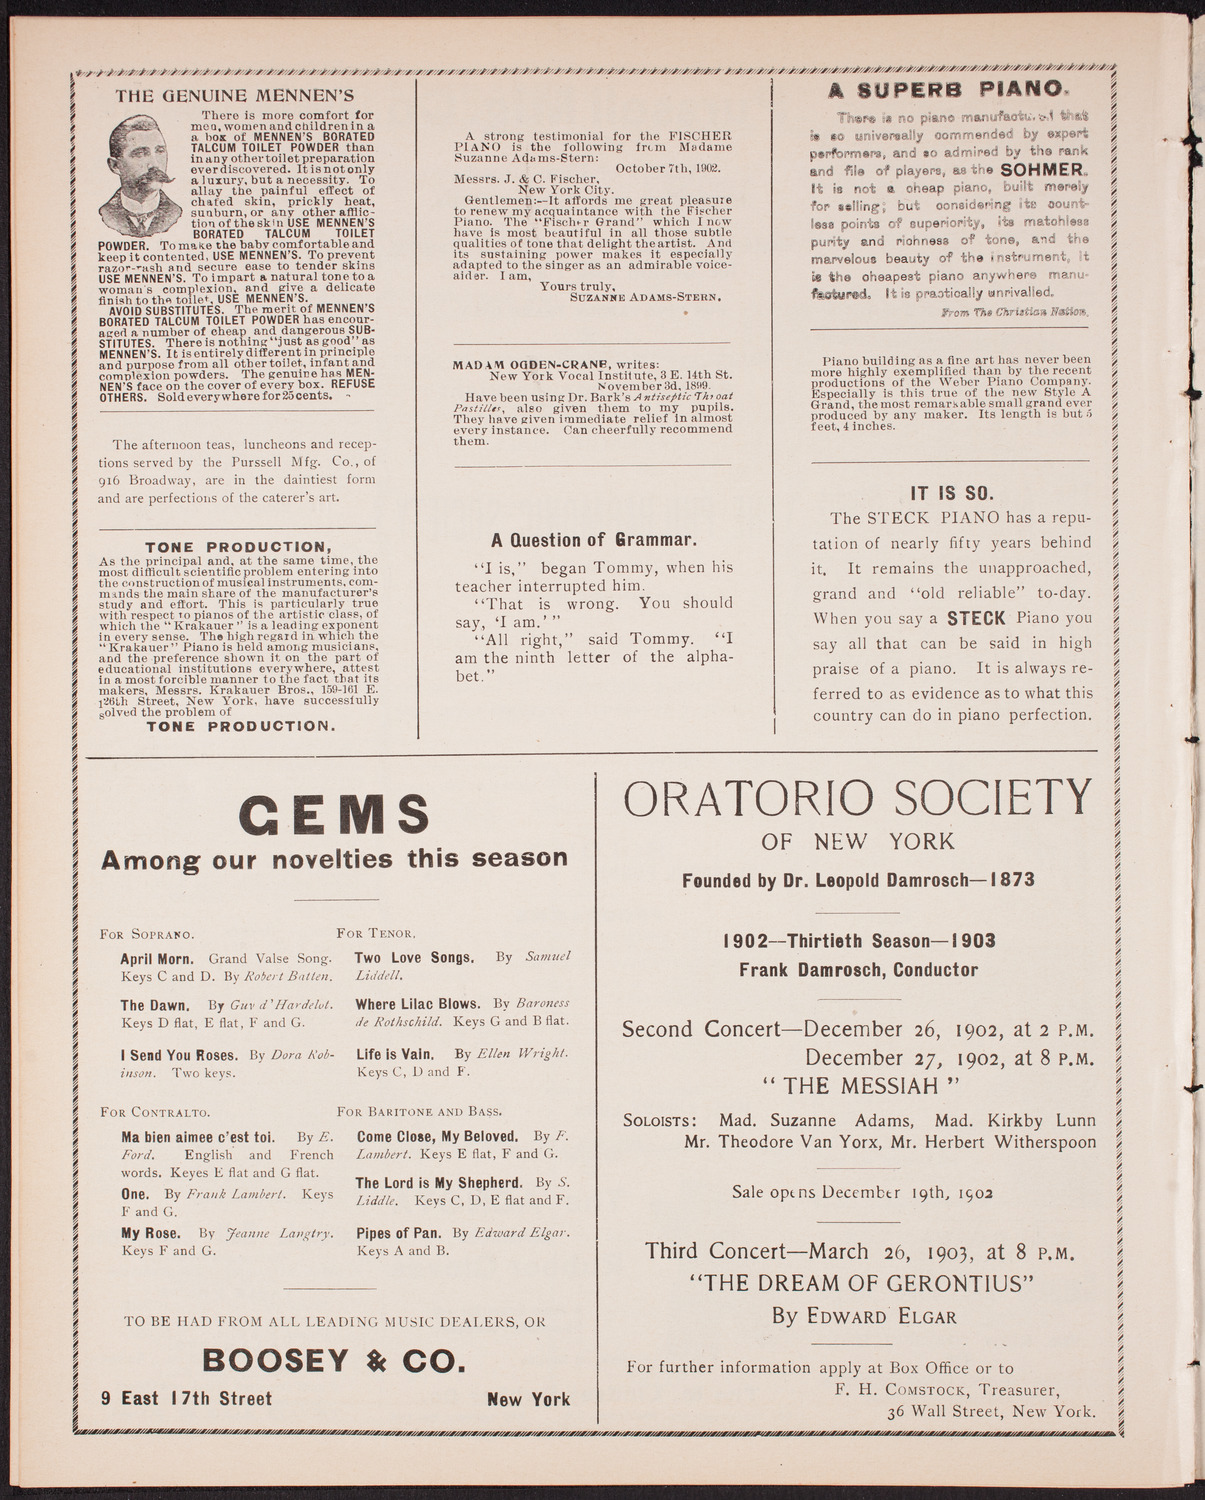 THE GENUINE MENNEN'S
There is more comfort for
men, women and children in a
a box of MENNEN'S BORATED
TALCUM TOILET POWDER than
in any other toilet preparation
ever discovered. It is not only
a luxury, but a necessity. To
allay the painful effect of
chafed skin, prickly heat,
sunburn, or any other afflic-
tion of the skin USE MENNEN'S
BORATED TALCUM TOILET
POWDER. To make the baby comfortable and
keep it contented, USE MENNEN'S. To prevent
razor-rash and secure ease to tender skins
USE MENNEN'S. To impart a natural tone to a
woman's complexion, and give a delicate
finish to the toilet, USE MENNEN'S.
AVOID SUBSTITUTES. The merit of MENNEN'S
BORATED TALCUM TOILET POWDER has encour-
aged a number of cheap and dangerous SUB-
STITUTES. There is nothing "just as good" as
MENNEN'S. It is entirely different in principle
and purpose from all other toilet, infant and
complexion powders. The genuine has MEN-
NEN'S face on the cover of every box. REFUSE
OTHERS. Sold everywhere for 25 cents.
The afternoon teas, luncheons and recep-
tions served by the Purssell Mfg. Co., of
916 Broadway, are in the daintiest form
and are perfections of the caterer's art.
TONE PRODUCTION,
As the principal and, at the same time, the
most difficult scientific problem entering into
the construction of musical instruments, com-
mands the main share of the manufacturer's
study and effort. This is particularly true
with respect to pianos of the artistic class, of
which the "Krakauer" is a leading exponent
in every sense. The high regard in which the
"Krakauer" Piano is held among musicians,
and the preference shown it on the part of
educational institutions everywhere, attest
in a most forcible manner to the fact that its
makers, Messrs. Krakauer Bros., 159-161 E.
126th Street, New York, have successfully
solved the problem of
TONE PRODUCTION.
A strong testimonial for the FISCHER
PIANO is the following from Madame
Suzanne Adams-Stern:
October 7th, 1902.
Messrs. J. & C. Fischer,
New York City.
Gentlemen:—It affords me great pleasure
to renew my acquaintance with the Fischer
Piano. The "Fischer Grand" which I now
have is most beautiful in all those subtle
qualities of tone that delight the artist. And
its sustaining power makes it especially
adapted to the singer as an admirable voice-
aider. I am,
Yours truly,
SUZANNE ADAMS-STERN.
MADAM OGDEN-CRANE, writes:
New York Vocal Institute, 3 E. 14th St.
November 3d, 1899.
Have been using Dr. Bark's Antiseptic Throat
Pastilles, also given them to my pupils.
They have given immediate relief in almost
every instance. Can cheerfully recommend
them.
A Question of Grammar.
"I is," began Tommy, when his
teacher interrupted him.
"That is wrong. You should
say, 'I am.'"
"All right," said Tommy. "I
am the ninth letter of the alpha-
bet."
A SUPERB PIANO.
There is no piano manufactured that
is so universally commended by expert
performers, and so admired by the rank
and file of players, as the SOHMER.
It is not a cheap piano, built merely
for selling; but considering its count-
less points of superiority, its matchless
purity and richness of tone, and the
marvelous beauty of the instrument, it
is the cheapest piano anywhere manu-
factured. It is practically unrivalled.
From The Christian Nation.
Piano building as a fine art has never been
more highly exemplified than by the recent
productions of the Weber Piano Company.
Especially is this true of the new Style A
Grand, the most remarkable small grand ever
produced by any maker. Its length is but 5
feet, 4 inches.
IT IS SO.
The STECK PIANO has a repu-
tation of nearly fifty years behind
it. It remains the unapproached,
grand and "old reliable" to-day.
When you say a STECK Piano you
say all that can be said in high
praise of a piano. It is always re-
ferred to as evidence as to what this
country can do in piano perfection.
GEMS
Among our novelties this season
FOR SOPRANO.
April Morn. Grand Valse Song.
Keys C and D. By Robert Batten.
The Dawn. By Guy d'Hardelot.
Keys D flat, E flat, F and G.
I Send You Roses. By Dora Rob-
inson. Two keys.
FOR TENOR.
Two Love Songs. By Samuel
Liddell.
Where Lilac Blows. By Baroness
de Rothschild. Keys G and B flat.
Life is Vain. By Ellen Wright.
Keys C, D and F.
FOR CONTRALTO.
Ma bien aimee c'est toi. By E.
Ford. English and French
words. Keyes E flat and G flat.
One. By Frank Lambert. Keys
F and G.
My Rose. By Jeanne Langtry.
Keys F and G.
FOR BARITONE AND BASS.
Come Close, My Beloved. By F.
Lambert. Keys E flat, F and G.
The Lord is My Shepherd. By S.
Liddle. Keys C, D, E flat and F.
Pipes of Pan. By Edward Elgar.
Keys A and B.
TO BE HAD FROM ALL LEADING MUSIC DEALERS, OR
BOOSEY & CO.
9 East 17th Street New York
ORATORIO SOCIETY
OF NEW YORK
Founded by Dr. Leopold Damrosch—1873
1902--Thirtieth Season—1903
Frank Damrosch, Conductor
Second Concert—December 26, 1902, at 2 P.M.
December 27, 1902, at 8 P.M.
"THE MESSIAH"
SOLOISTS: Mad. Suzanne Adams, Mad. Kirkby Lunn
Mr. Theodore Van Yorx, Mr. Herbert Witherspoon
Sale opens December 19th, 1902
Third Concert—March 26, 1903, at 8 P.M.
"THE DREAM OF GERONTIUS"
By EDWARD ELGAR
For further information apply at Box Office or to
F. H. COMSTOCK, Treasurer,
36 Wall Street, New York.